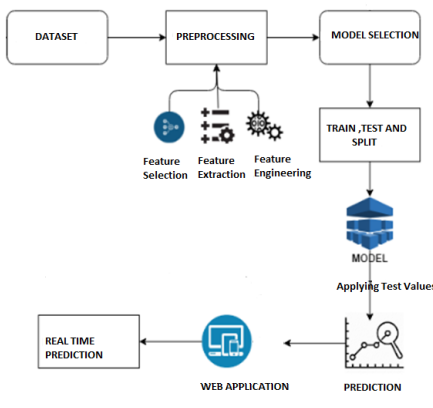 DATASET
PREPROCESSING
MODEL SELECTION
TRAIN ,TEST AND
SPLIT
Feature
Selection
Feature
Extraction
Feature
Engineering
MODEL
Applying Test Values
REAL TIME
PREDICTION
WEB APPLICATION
PREDICTION